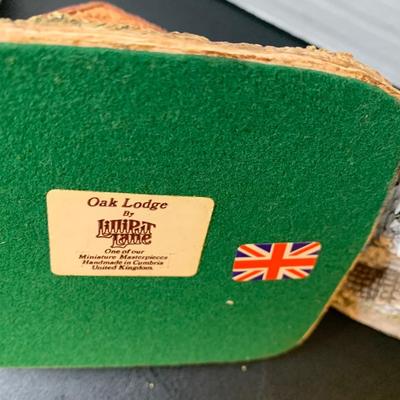 Oak Lodge
By
Lilliput
Lane
One of our
Miniature Masterpieces
Handmade in Cumbria
United Kingdom.